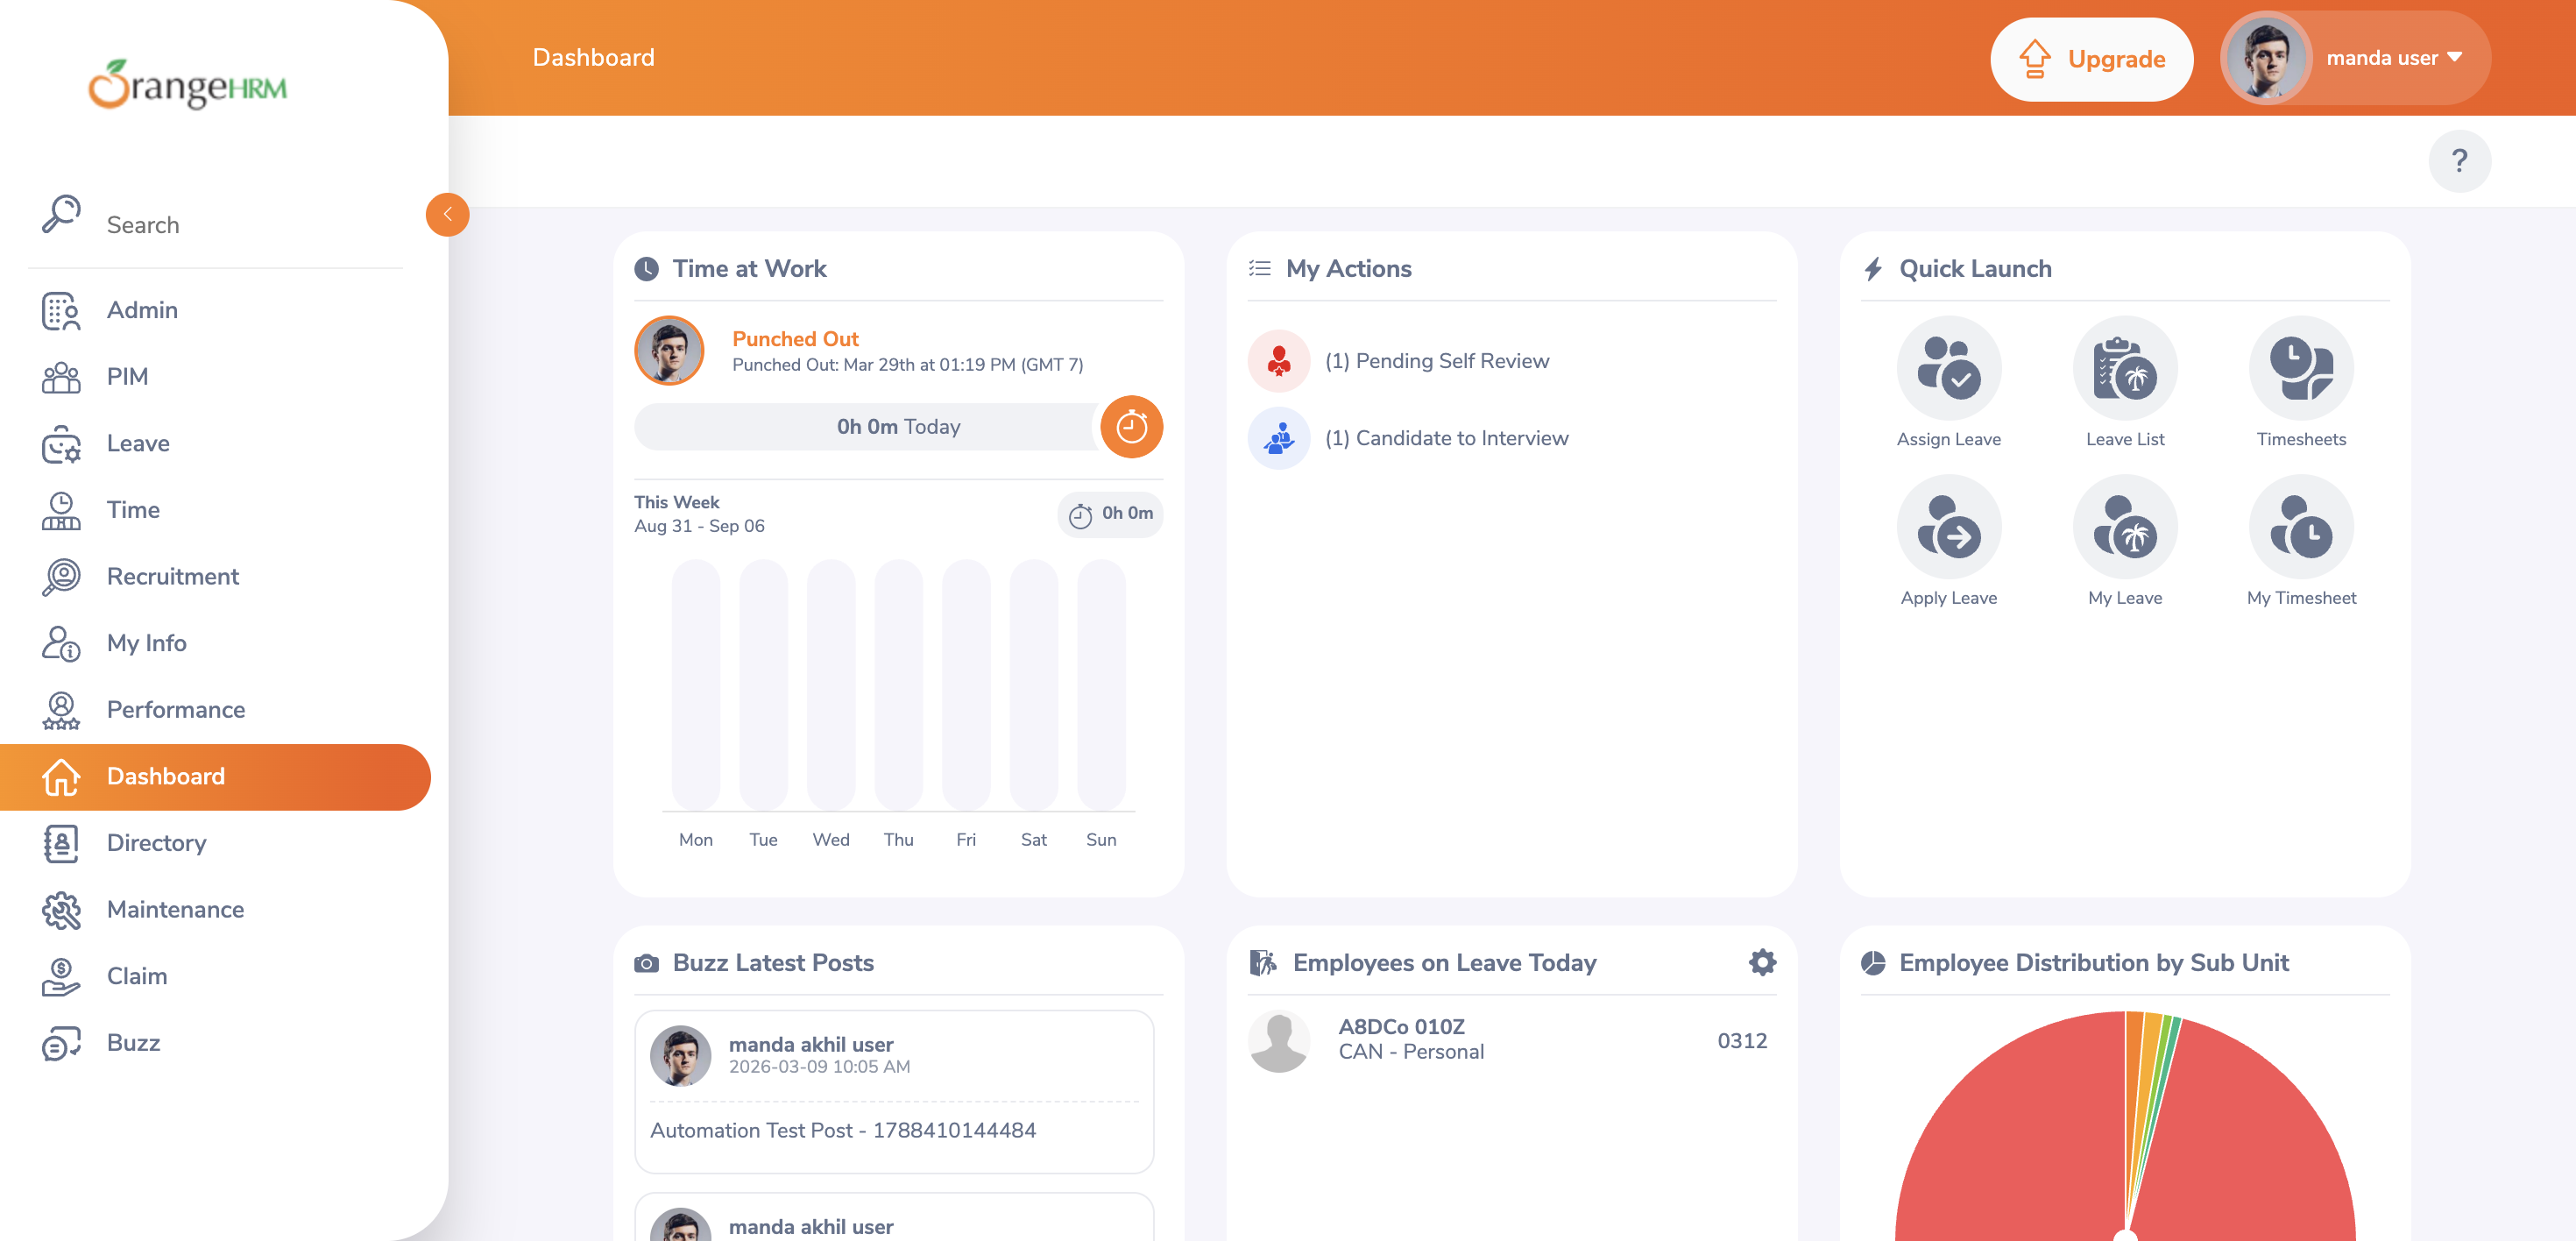 OrangeHRM
Search
Admin
PIM
Leave
Time
Recruitment
My Info
Performance
Dashboard
Directory
Maintenance
Claim
Buzz
Dashboard
Upgrade
manda user
?
Time at Work
Punched Out
Punched Out: Mar 29th at 01:19 PM (GMT 7)
0h 0m Today
This Week
Aug 31 - Sep 06
0h 0m
Mon Tue Wed Thu Fri Sat Sun
My Actions
(1) Pending Self Review
(1) Candidate to Interview
Quick Launch
Assign Leave
Leave List
Timesheets
Apply Leave
My Leave
My Timesheet
Buzz Latest Posts
manda akhil user
2026-03-09 10:05 AM
Automation Test Post - 1788410144484
manda akhil user
Employees on Leave Today
A8DCo 010Z
CAN - Personal
0312
Employee Distribution by Sub Unit